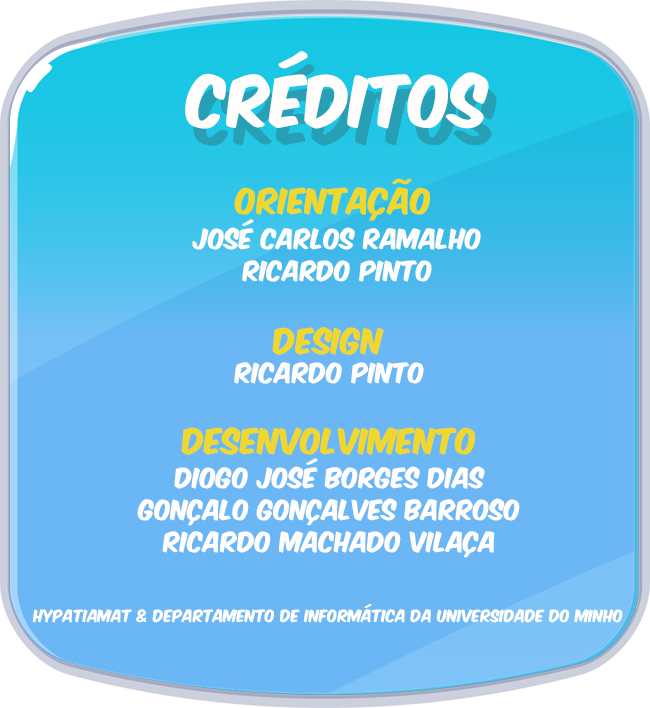 CRÉDITOS
ORIENTAÇÃO
JOSÉ CARLOS RAMALHO
RICARDO PINTO
DESIGN
RICARDO PINTO
DESENVOLVIMENTO
DIOGO JOSÉ BORGES DIAS
GONÇALO GONÇALVES BARROSO
RICARDO MACHADO VILAÇA
HYPATIAMAT & DEPARTAMENTO DE INFORMÁTICA DA UNIVERSIDADE DO MINHO